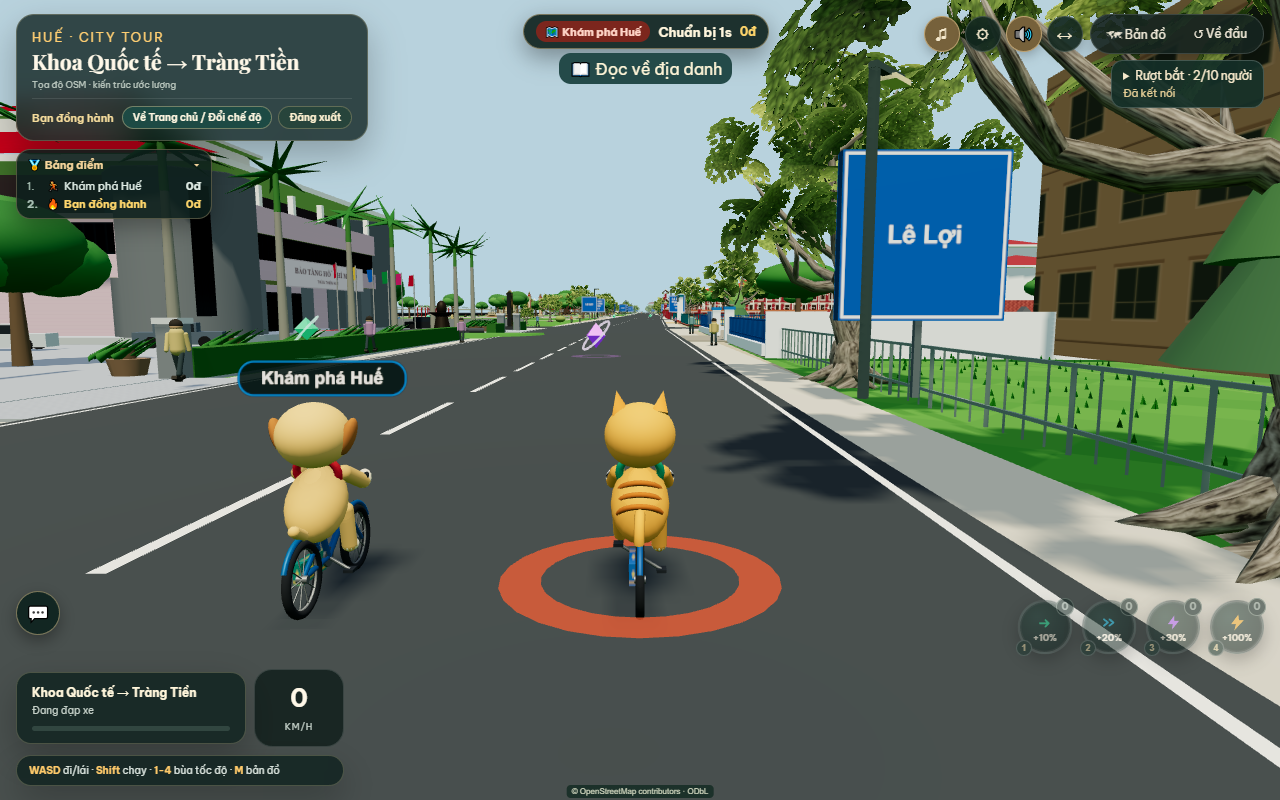 HUẾ · CITY TOUR
Khoa Quốc tế → Tràng Tiền
Tọa độ OSM · kiến trúc ước lượng
Bạn đồng hành
Về Trang chủ / Đổi chế độ
Đăng xuất
Bảng điểm
1. Khám phá Huế 0đ
2. Bạn đồng hành 0đ
Khám phá Huế Chuẩn bị 1s 0đ
Đọc về địa danh
Bản đồ
Về đầu
Rượt bắt · 2/10 người
Đã kết nối
Lê Lợi
Khám phá Huế
0
+10%
1
0
+20%
2
0
+30%
3
0
+100%
4
Khoa Quốc tế → Tràng Tiền
Đang đạp xe
0
KM/H
WASD đi/lái · Shift chạy · 1-4 bùa tốc độ · M bản đồ
© OpenStreetMap contributors · ODbL